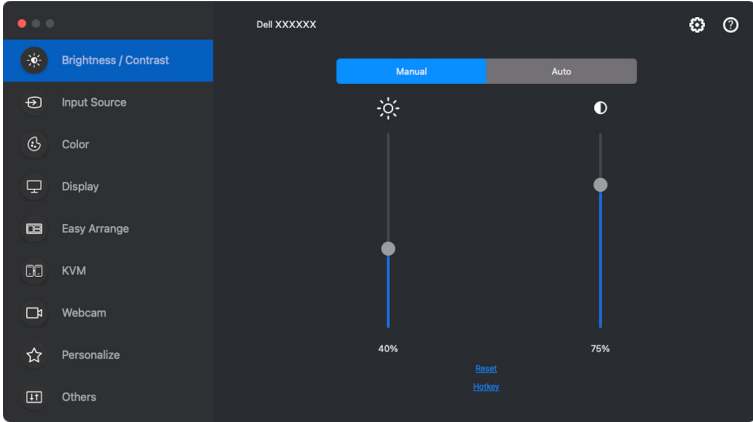 Dell XXXXXX
Brightness / Contrast
Input Source
Color
Display
Easy Arrange
KVM
Webcam
Personalize
Others
Manual
Auto
40%
75%
Reset
Hotkey